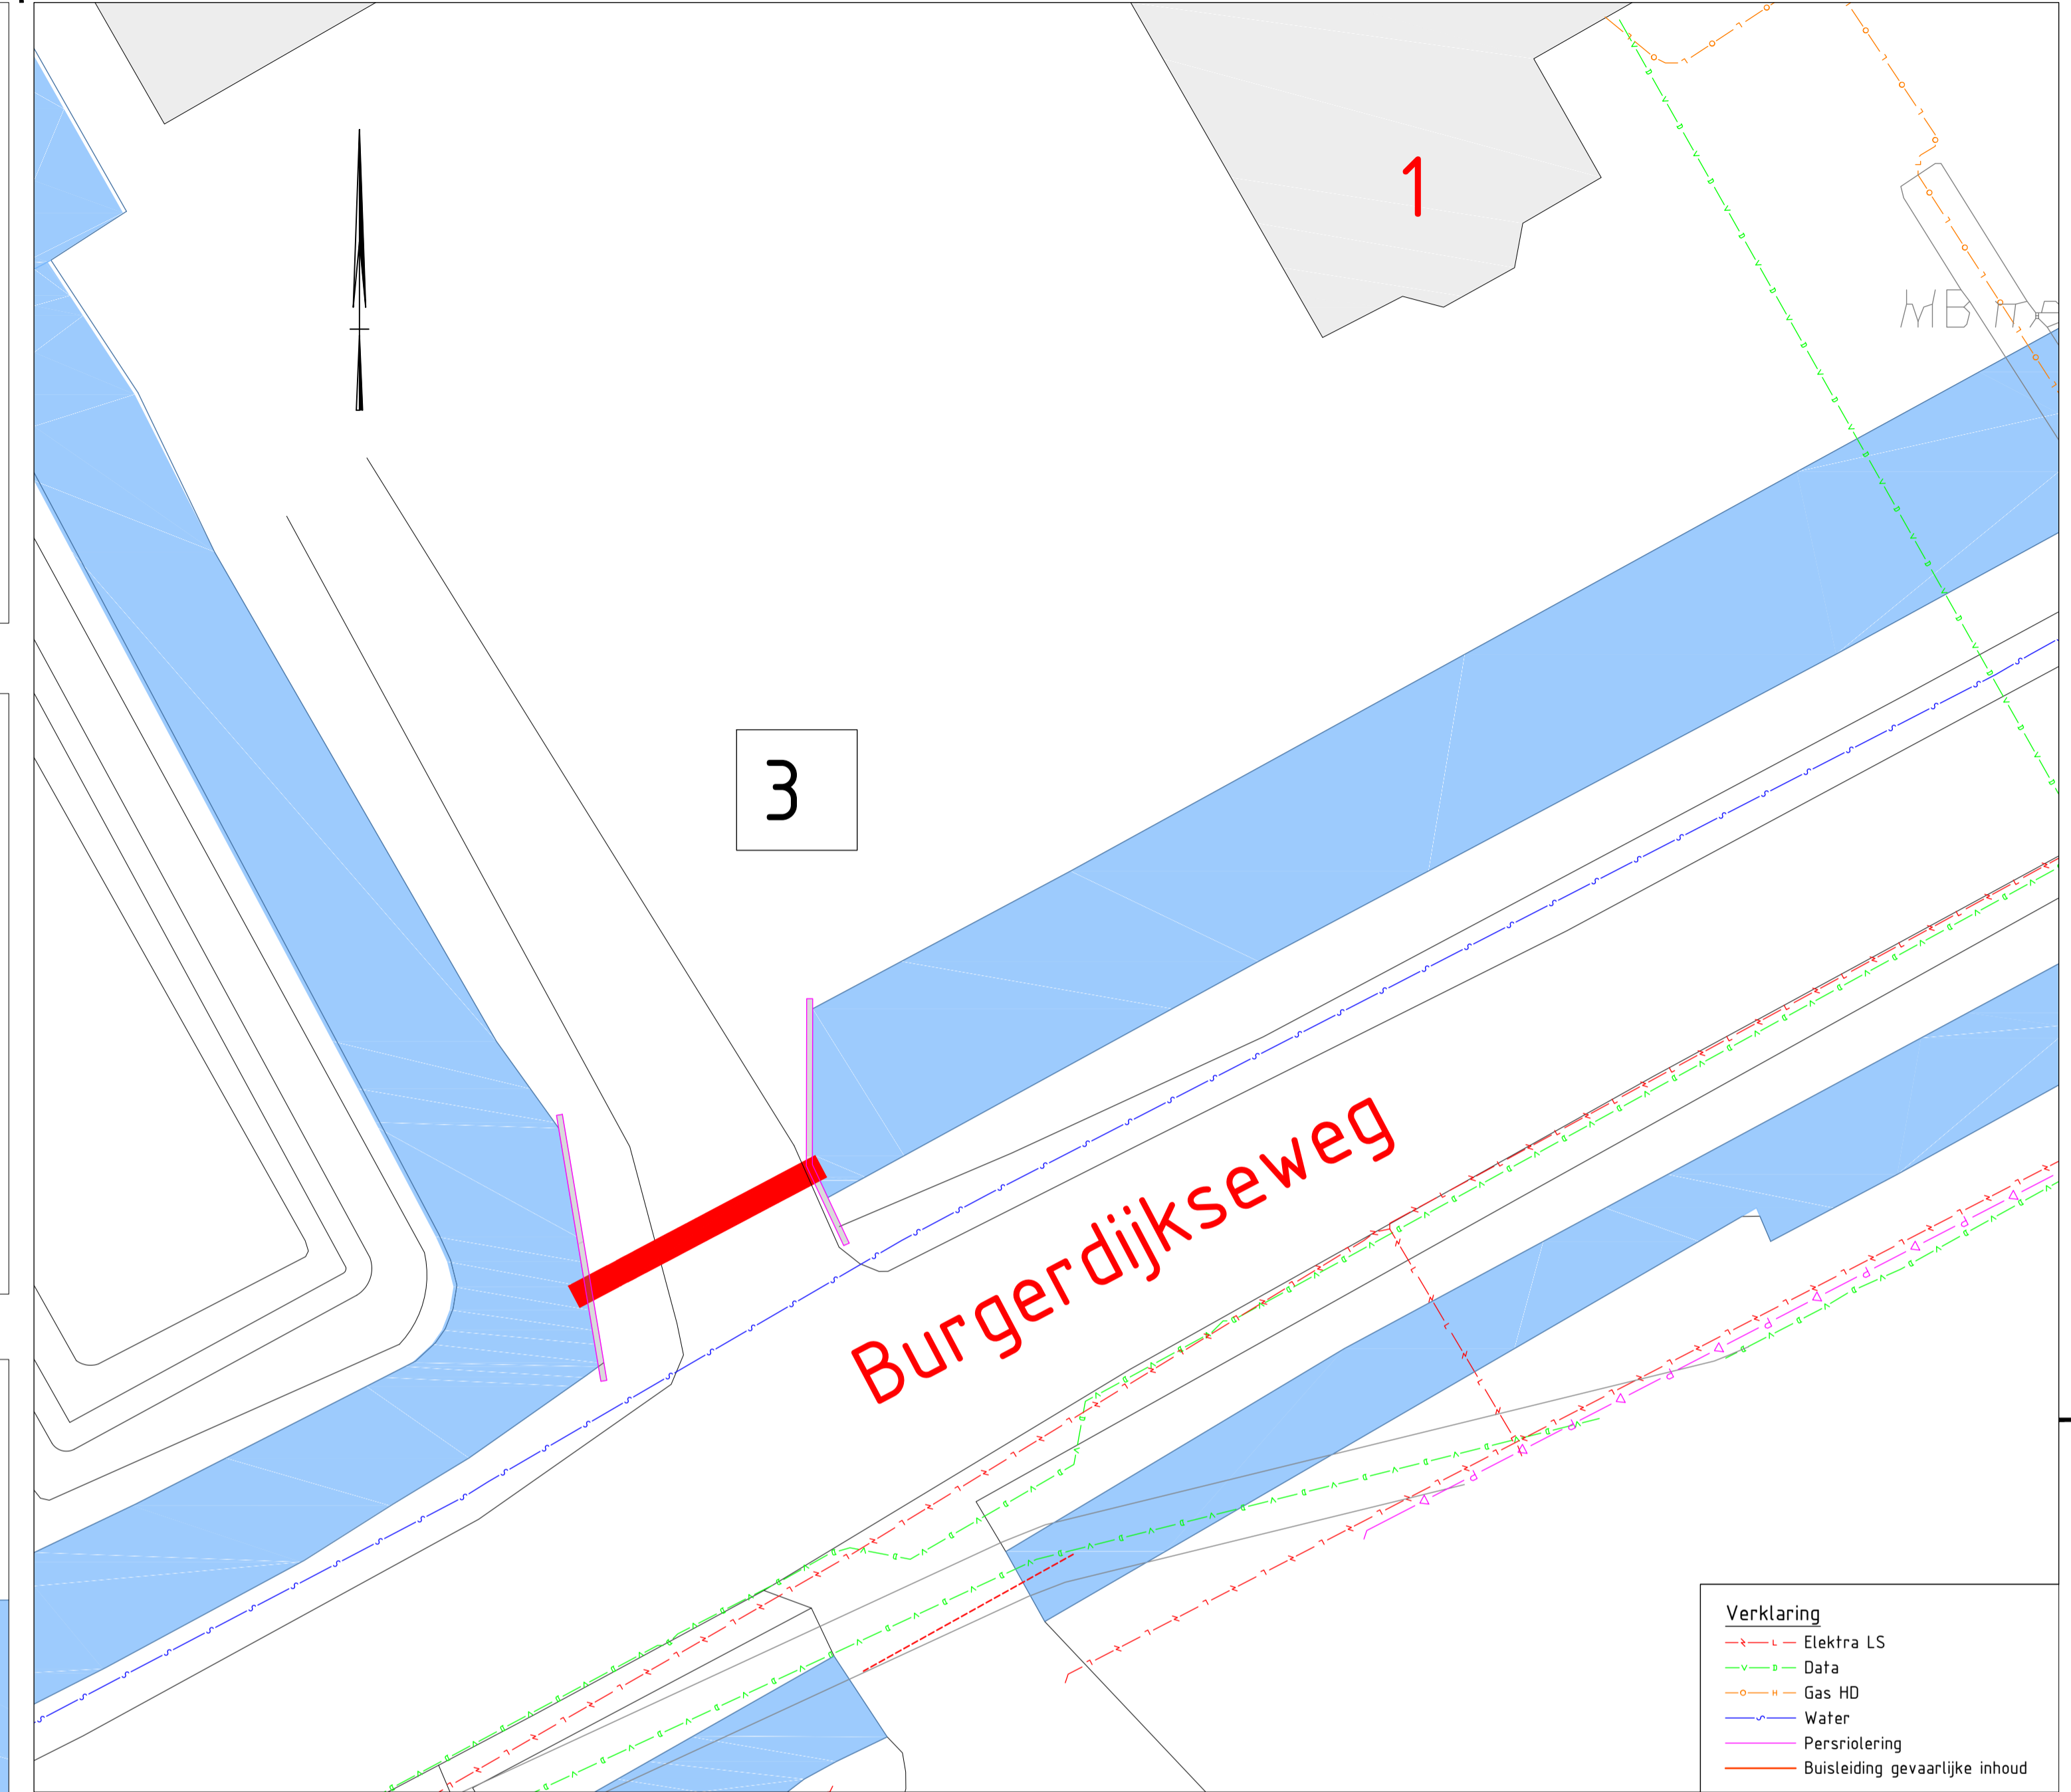 1
3
Burgerdijkseweg
Verklaring
Elektra LS
Data
Gas HD
Water
Persriolering
Buisleiding gevaarlijke inhoud